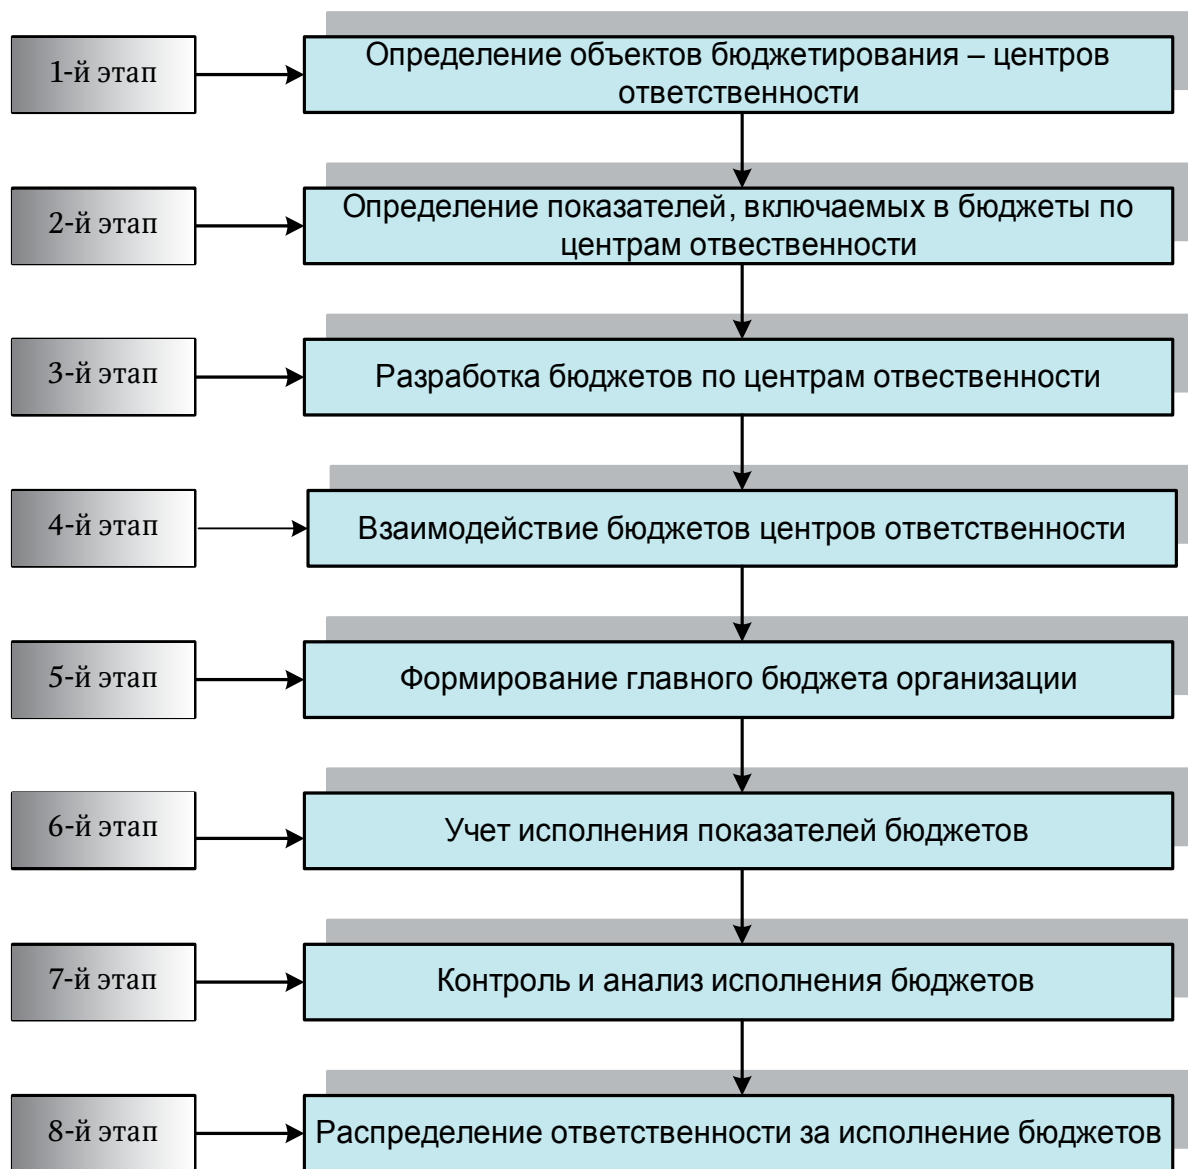 1-й этап
Определение объектов бюджетирования – центров
ответственности
2-й этап
Определение показателей, включаемых в бюджеты по
центрам отвественности
3-й этап
Разработка бюджетов по центрам отвественности
4-й этап
Взаимодействие бюджетов центров ответственности
5-й этап
Формирование главного бюджета организации
6-й этап
Учет исполнения показателей бюджетов
7-й этап
Контроль и анализ исполнения бюджетов
8-й этап
Распределение ответственности за исполнение бюджетов